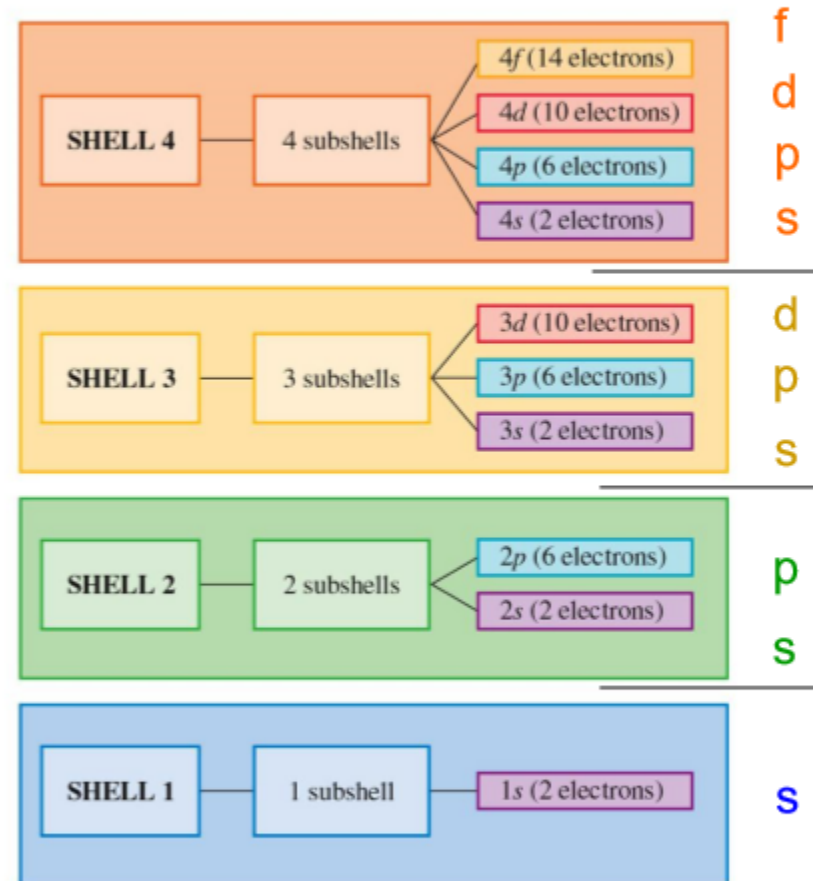 f
4f (14 electrons)
d
4d (10 electrons)
SHELL 4
4 subshells
p
4p (6 electrons)
s
4s (2 electrons)
d
3d (10 electrons)
SHELL 3
3 subshells
p
3p (6 electrons)
s
3s (2 electrons)
2p (6 electrons)
p
SHELL 2
2 subshells
2s (2 electrons)
s
SHELL 1
1 subshell
1s (2 electrons)
s